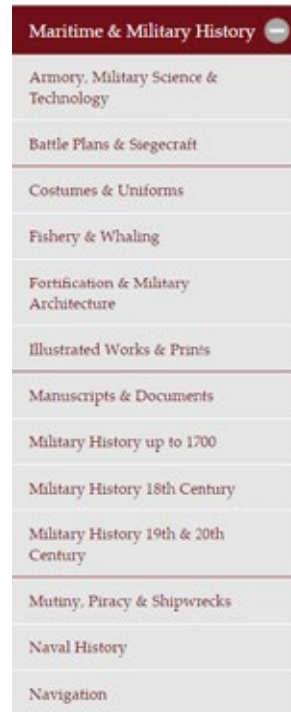 Maritime & Military History
Armory, Military Science &
Technology
Battle Plans & Siegecraft
Costumes & Uniforms
Fishery & Whaling
Fortification & Military
Architecture
Illustrated Works & Prints
Manuscripts & Documents
Military History up to 1700
Military History 18th Century
Military History 19th & 20th
Century
Mutiny, Piracy & Shipwrecks
Naval History
Navigation